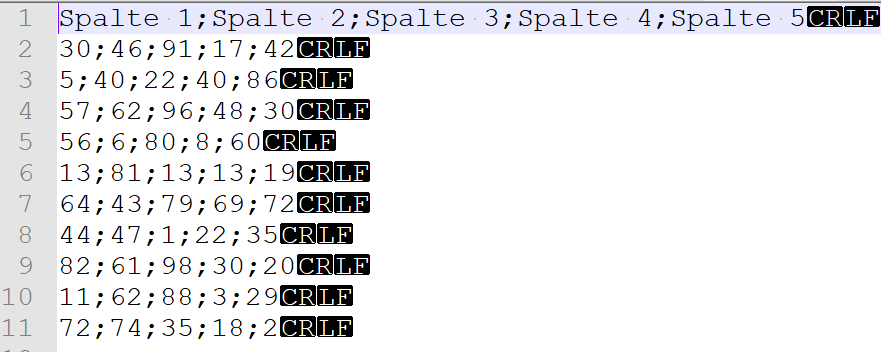 1 Spalte 1;Spalte 2;Spalte 3;Spalte 4;Spalte 5CRLF
2 30;46;91;17;42CRLF
3 5;40;22;40;86CRLF
4 57;62;96;48;30CRLF
5 56;6;80;8;60CRLF
6 13;81;13;13;19CRLF
7 64;43;79;69;72CRLF
8 44;47;1;22;35CRLF
9 82;61;98;30;20CRLF
10 11;62;88;3;29CRLF
11 72;74;35;18;2CRLF